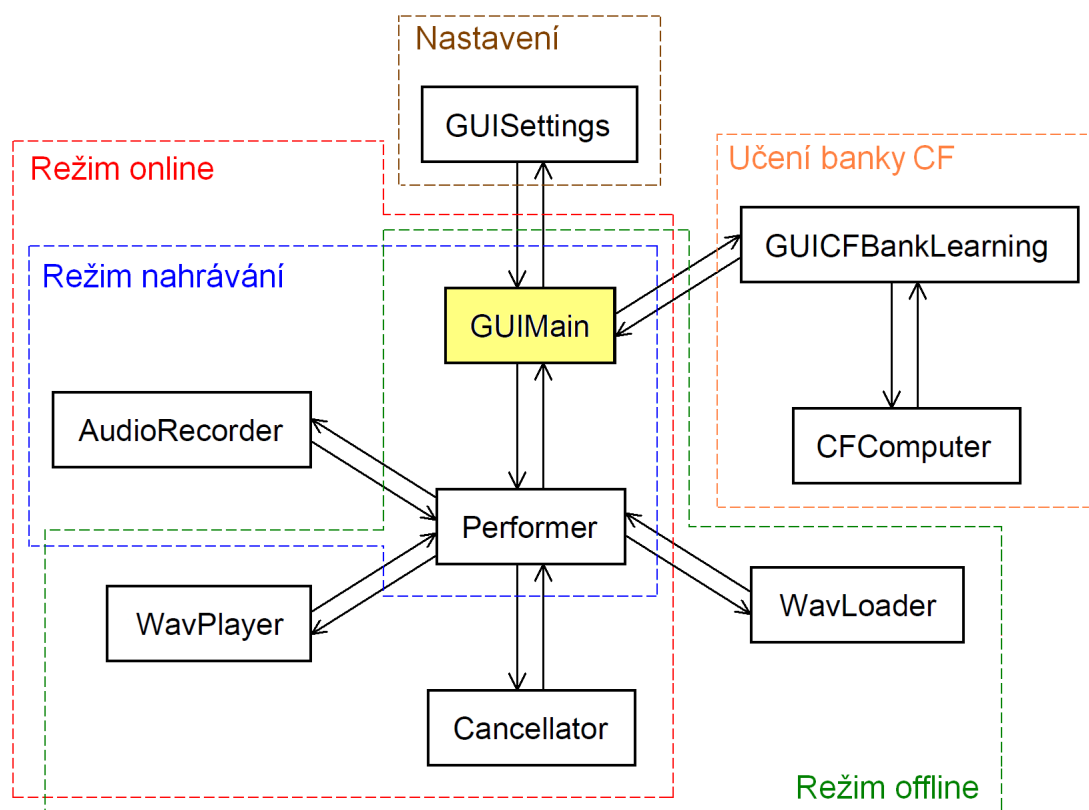 Nastavení
GUISettings
Režim online
Učení banky CF
GUICFBankLearning
Režim nahrávání
GUIMain
AudioRecorder
CFComputer
Performer
WavPlayer
WavLoader
Cancellator
Režim offline